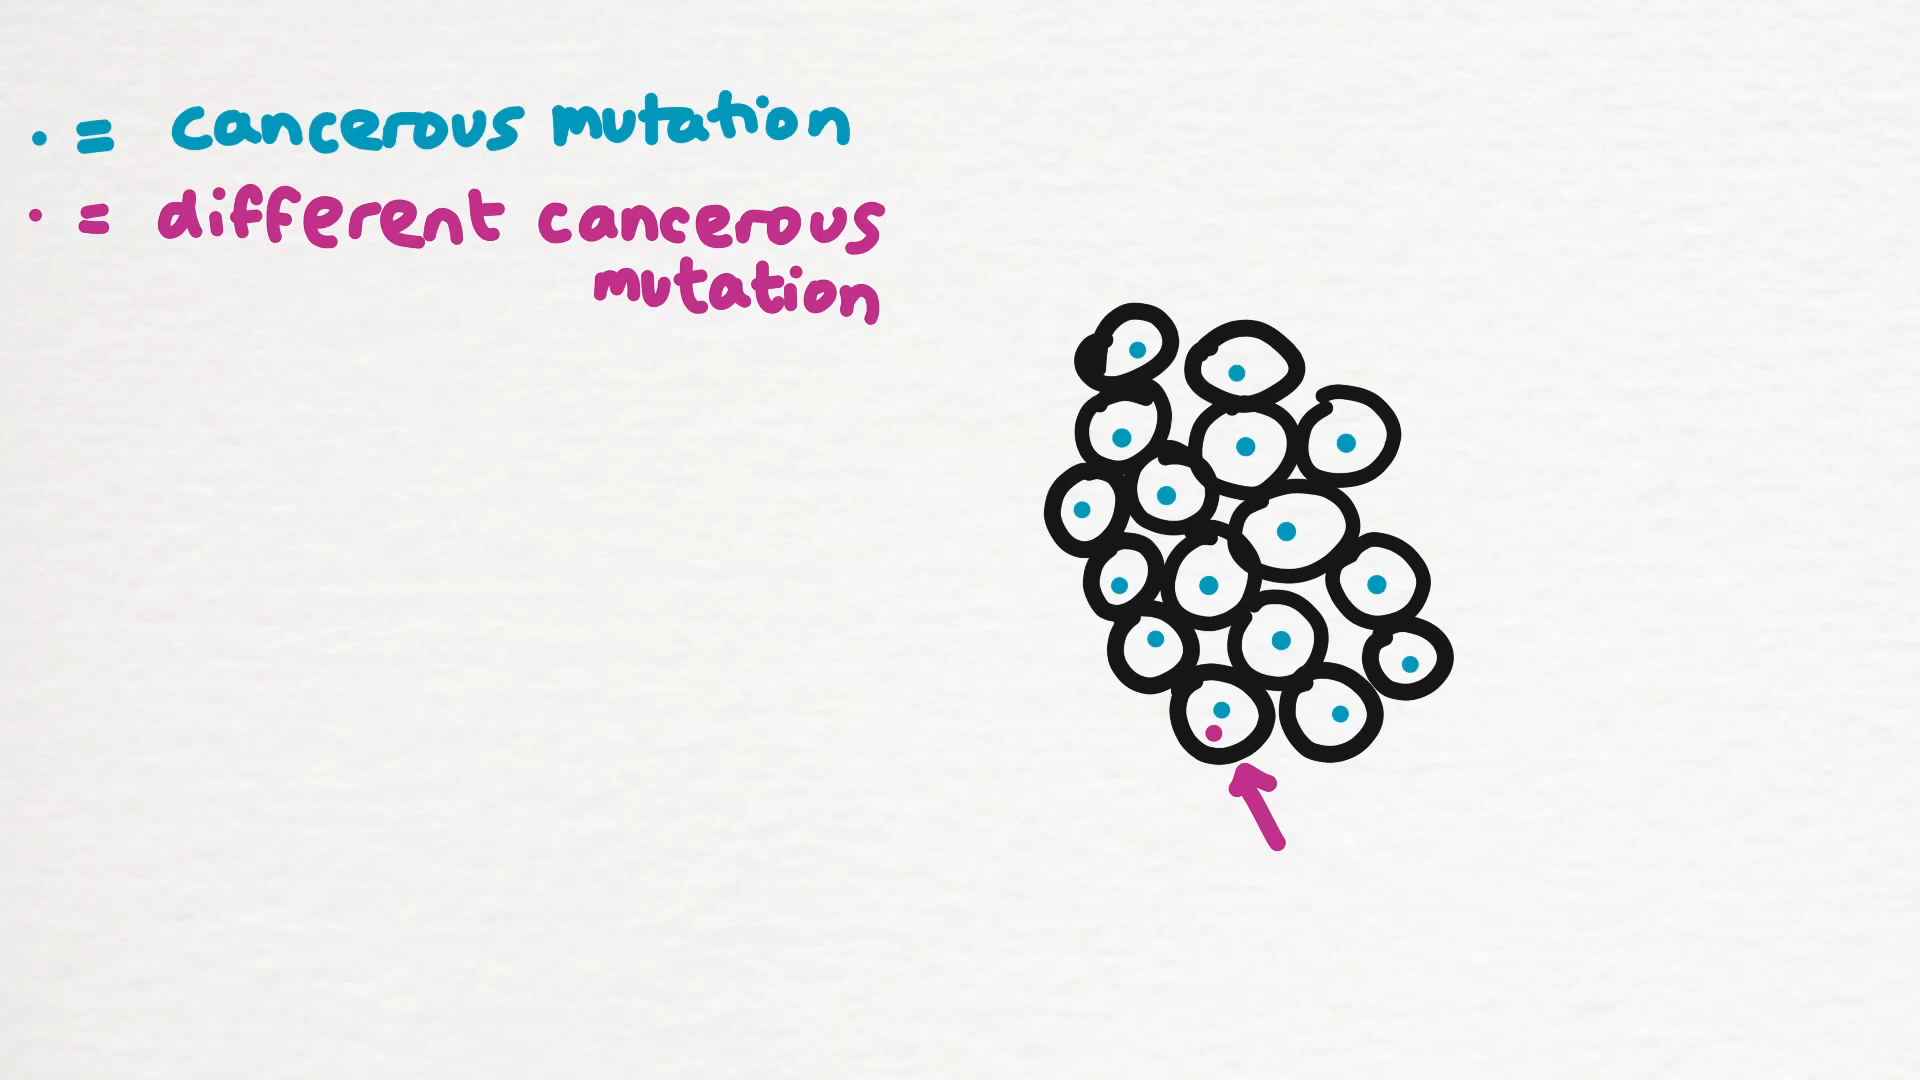 · = cancerous mutation
· = different cancerous
mutation